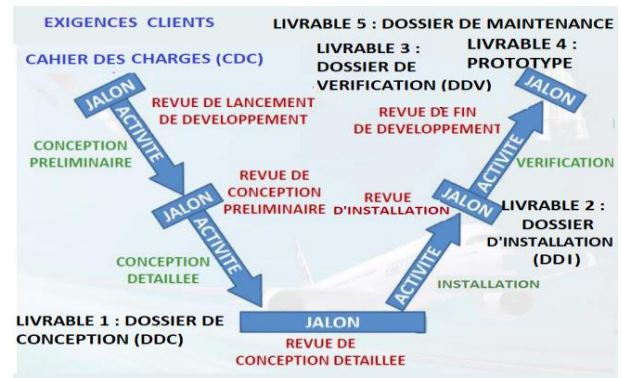 EXIGENCES CLIENTS
CAHIER DES CHARGES (CDC)
JALON
ACTIVITE
REVUE DE LANCEMENT
DE DEVELOPPEMENT
CONCEPTION
PRELIMINAIRE
JALON
REVUE DE
CONCEPTION
PRELIMINAIRE
ACTIVITE
CONCEPTION
DETAILLEE
LIVRABLE 1 : DOSSIER DE
CONCEPTION (DDC)
JALON
REVUE DE
CONCEPTION DETAILLEE
ACTIVITE
INSTALLATION
REVUE
D'INSTALLATION
JALON
LIVRABLE 2 :
DOSSIER
D'INSTALLATION
(DDI)
ACTIVITE
VERIFICATION
REVUE DE FIN
DE DEVELOPPEMENT
JALON
LIVRABLE 3 :
DOSSIER DE
VERIFICATION (DDV)
LIVRABLE 4 :
PROTOTYPE
LIVRABLE 5 : DOSSIER DE MAINTENANCE